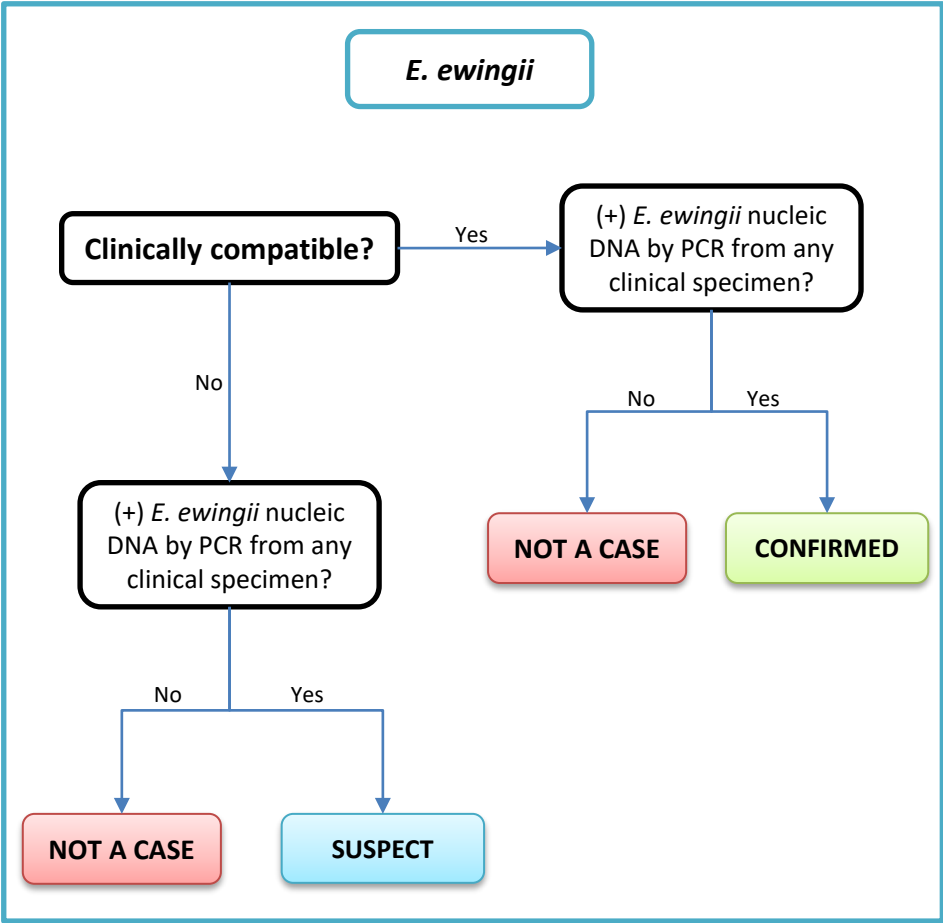 E. ewingii
Clinically compatible?
Yes
(+) E. ewingii nucleic
DNA by PCR from any
clinical specimen?
No
No
Yes
(+) E. ewingii nucleic
DNA by PCR from any
clinical specimen?
NOT A CASE
CONFIRMED
No
Yes
NOT A CASE
SUSPECT